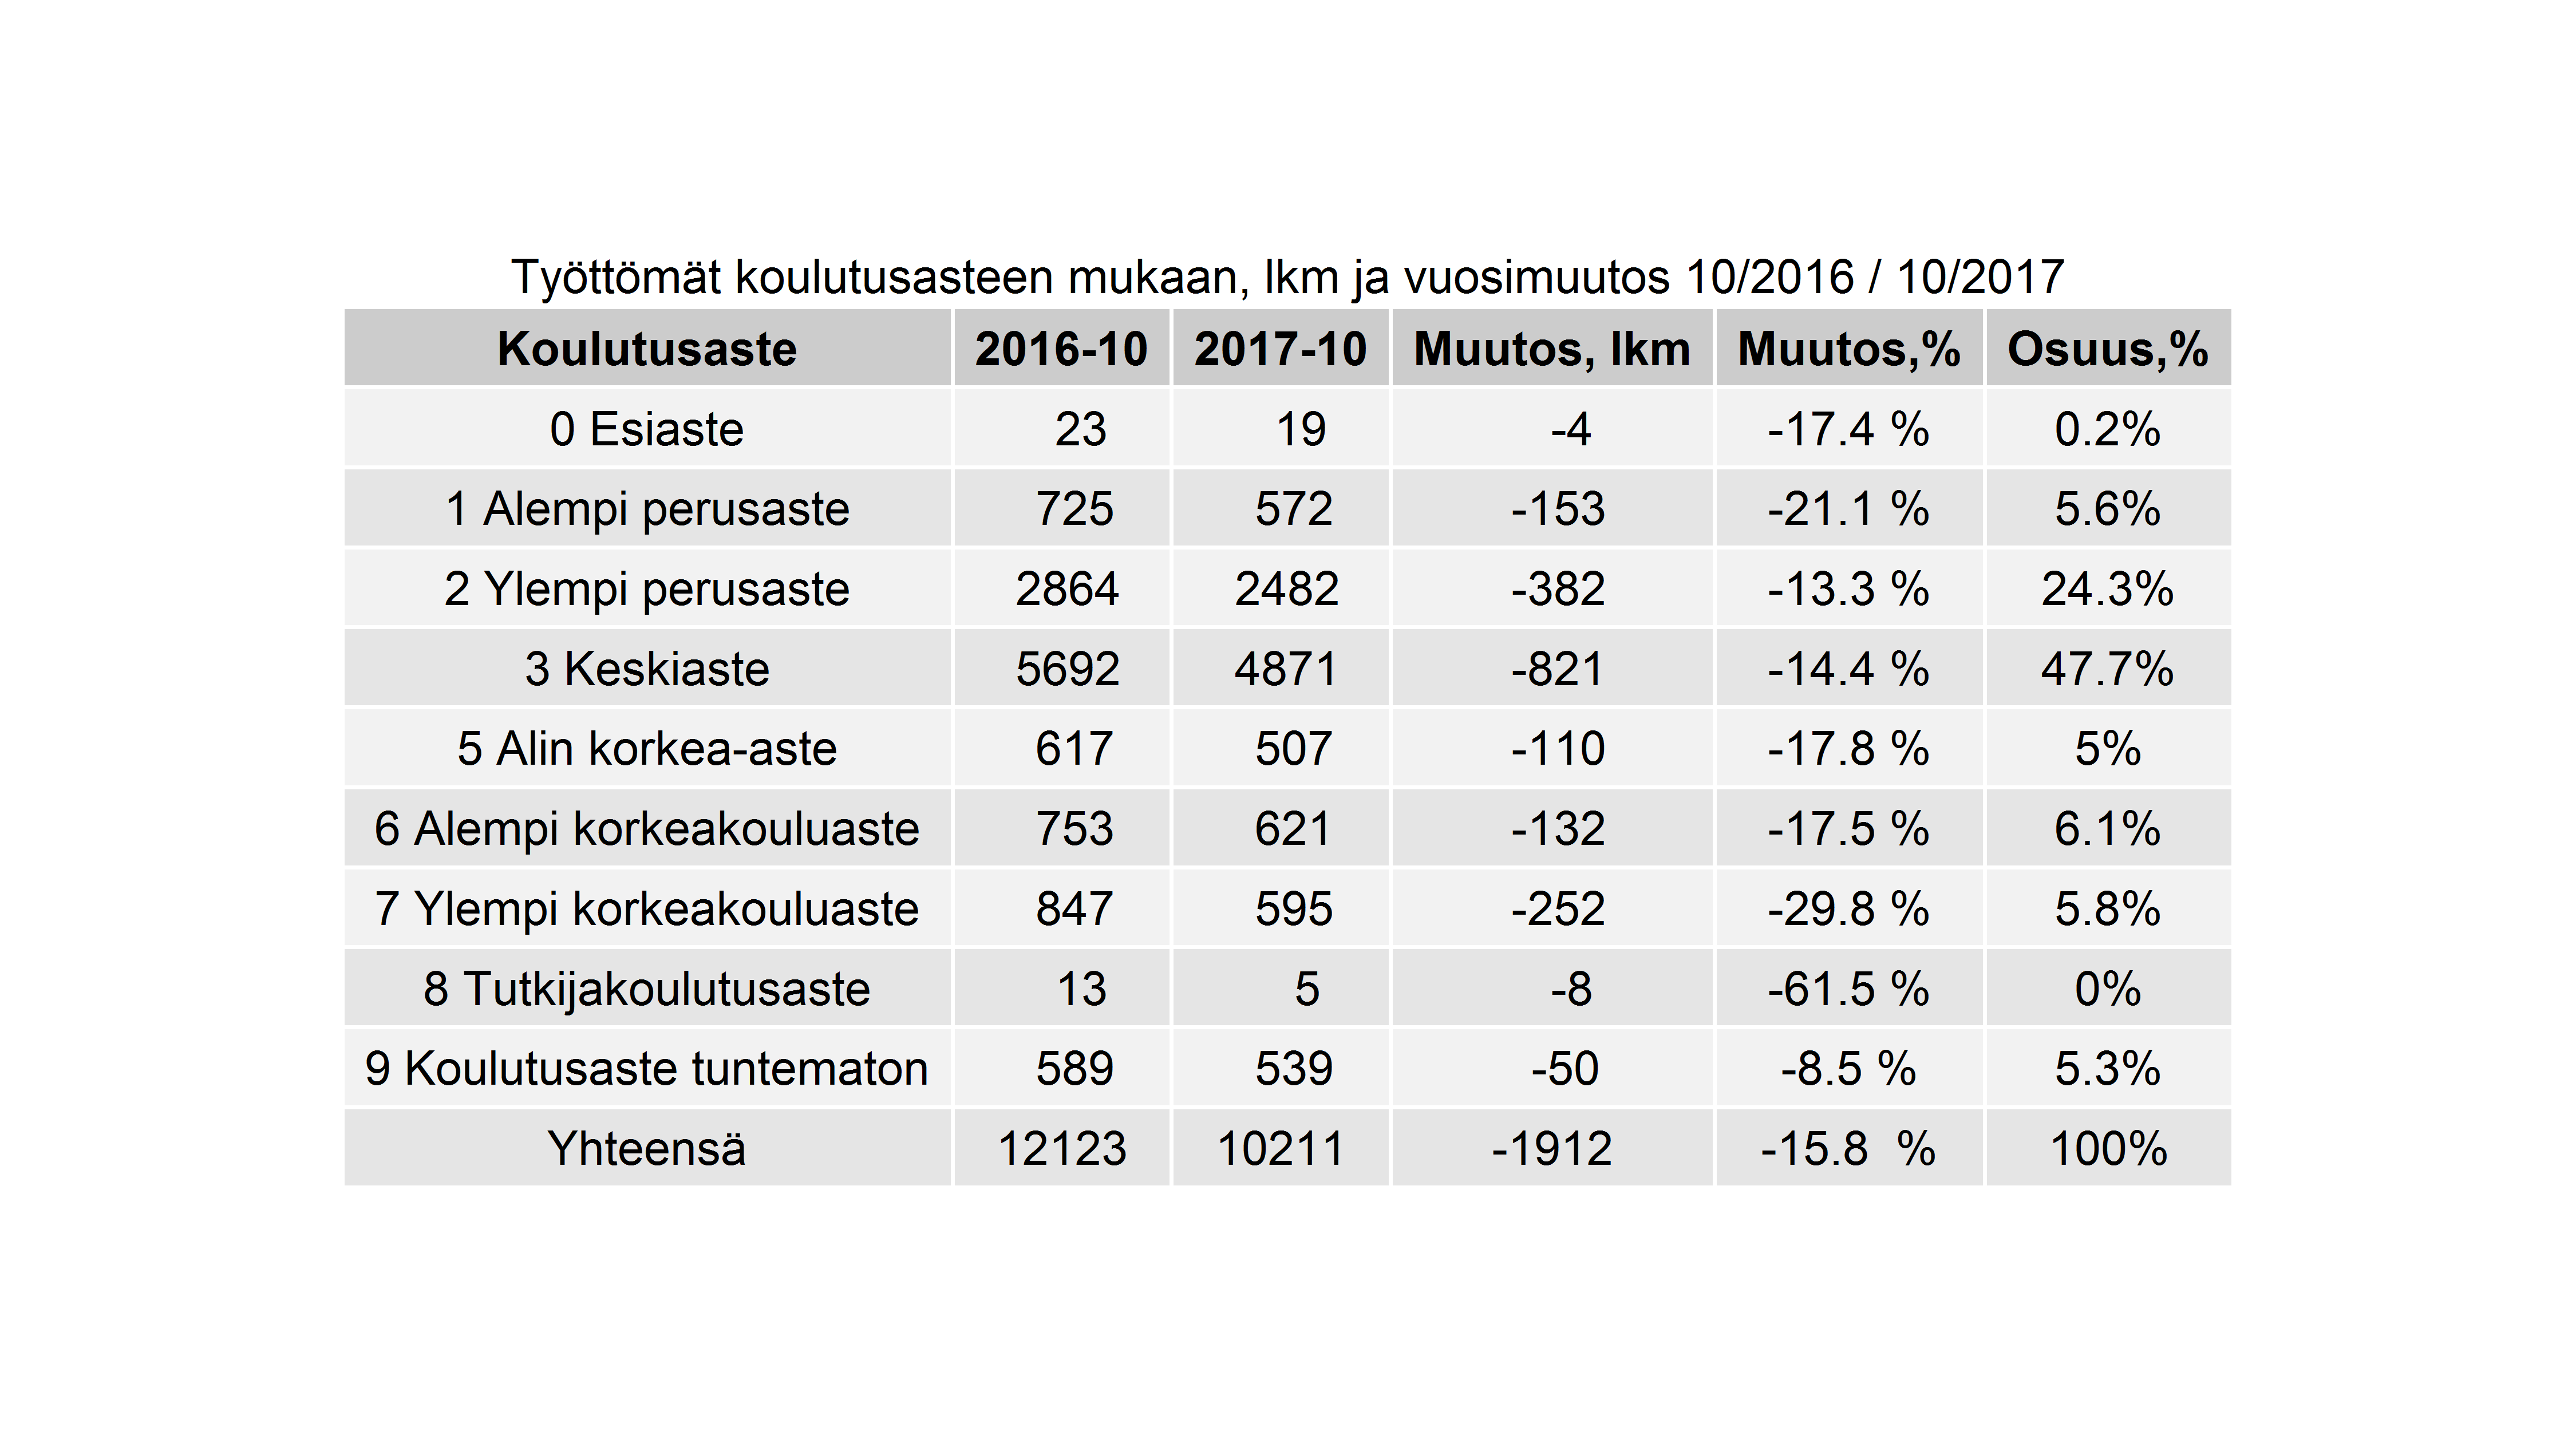 Työttömät koulutusasteen mukaan, lkm ja vuosimuutos 10/2016 / 10/2017
Koulutusaste 2016-10 2017-10 Muutos, lkm Muutos,% Osuus,%
0 Esiaste 23 19 -4 -17.4 % 0.2%
1 Alempi perusaste 725 572 -153 -21.1 % 5.6%
2 Ylempi perusaste 2864 2482 -382 -13.3 % 24.3%
3 Keskiaste 5692 4871 -821 -14.4 % 47.7%
5 Alin korkea-aste 617 507 -110 -17.8 % 5%
6 Alempi korkeakouluaste 753 621 -132 -17.5 % 6.1%
7 Ylempi korkeakouluaste 847 595 -252 -29.8 % 5.8%
8 Tutkijakoulutusaste 13 5 -8 -61.5 % 0%
9 Koulutusaste tuntematon 589 539 -50 -8.5 % 5.3%
Yhteensä 12123 10211 -1912 -15.8 % 100%